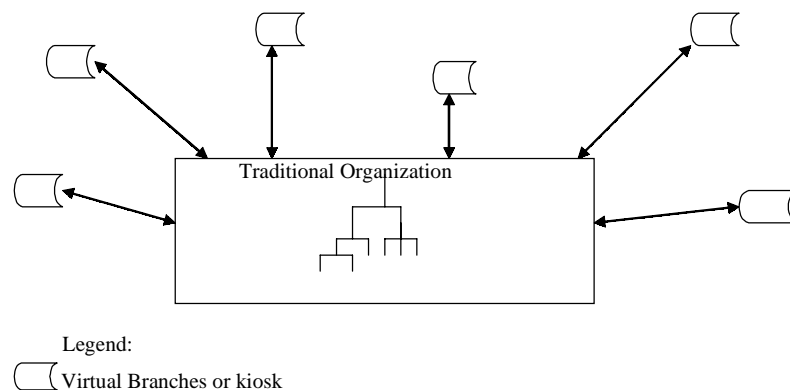 Traditional Organization
Legend:
Virtual Branches or kiosk